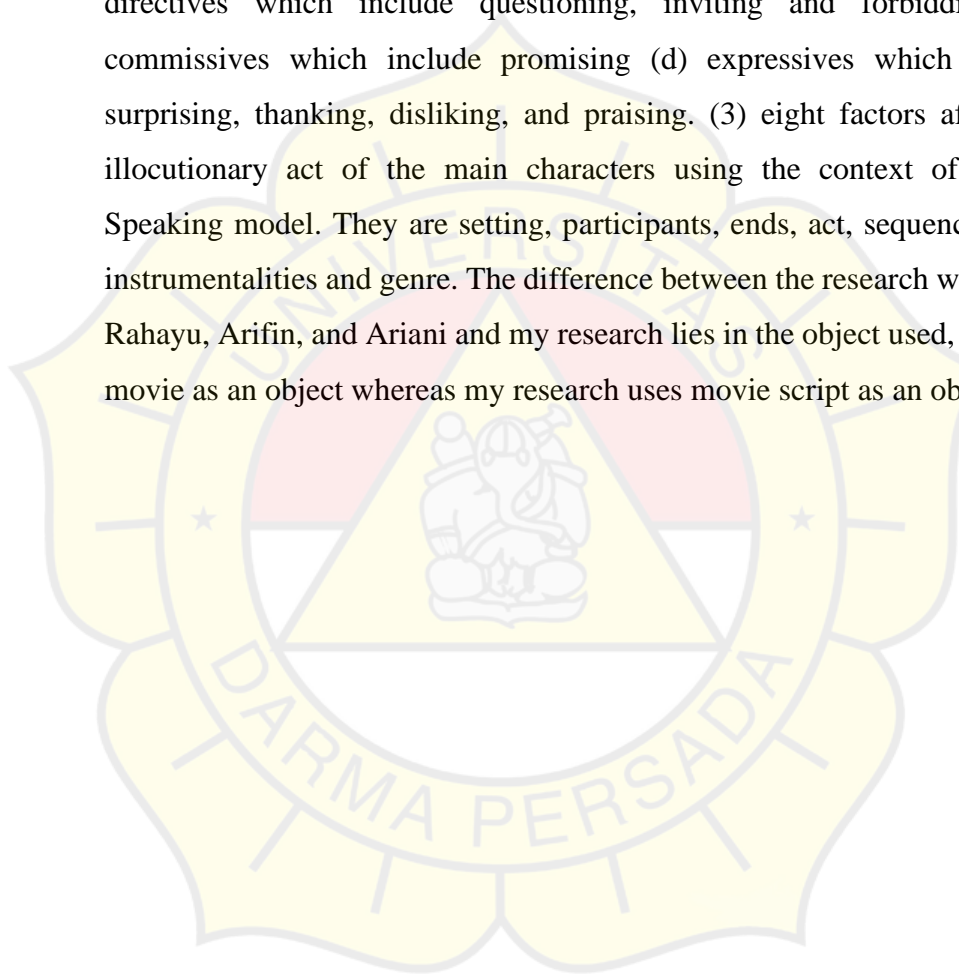 directives which include questioning, inviting and
commissives which include promising (d) expressives which
surprising, thanking, disliking, and praising. (3) eight factors
illocutionary act of the main characters using the context of
Speaking model. They are setting, participants, ends, act,
instrumentalities and genre. The difference between the research
Rahayu, Arifin, and Ariani and my research lies in the object used,
movie as an object whereas my research uses movie script as an
UNIVERSITAS
DARMA PERSADA